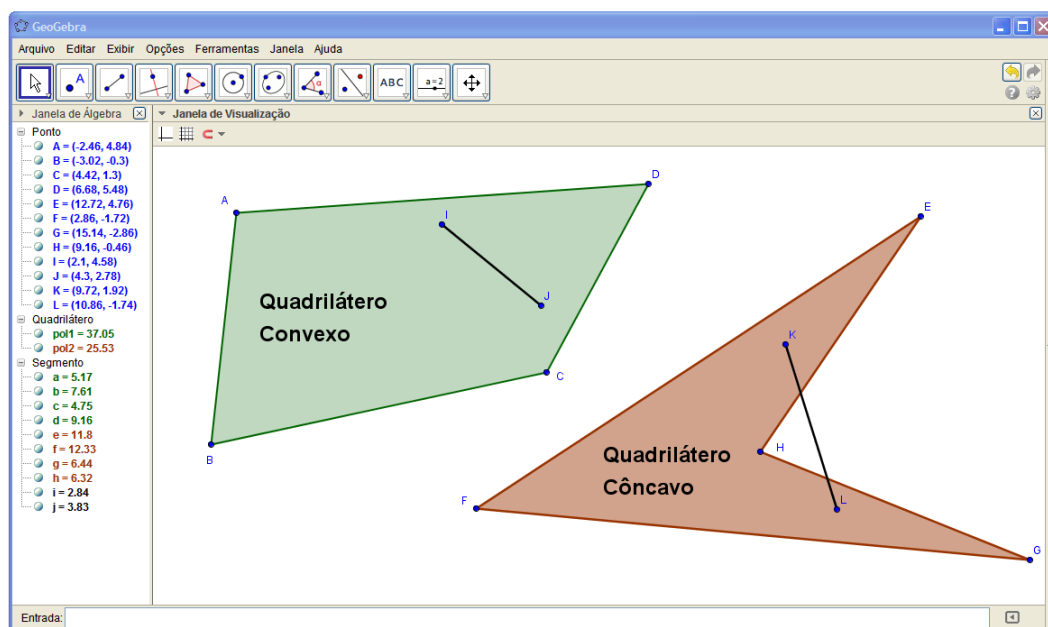 GeoGebra
Arquivo Editar Exibir Opções Ferramentas Janela Ajuda
A ABC a=2
Janela de Álgebra
Janela de Visualização
Ponto
A = (-2.46, 4.84)
B = (-3.02, -0.3)
C = (4.42, 1.3)
D = (6.68, 5.48)
E = (12.72, 4.76)
F = (2.86, -1.72)
G = (15.14, -2.86)
H = (9.16, -0.46)
I = (2.1, 4.58)
J = (4.3, 2.78)
K = (9.72, 1.92)
L = (10.86, -1.74)
Quadrilátero
pol1 = 37.05
pol2 = 25.53
Segmento
a = 5.17
b = 7.61
c = 4.75
d = 9.16
e = 11.8
f = 12.33
g = 6.44
h = 6.32
i = 2.84
j = 3.83
A
D
I
J
Quadrilátero
Convexo
C
B
E
K
H
Quadrilátero
Côncavo
F
L
G
Entrada: